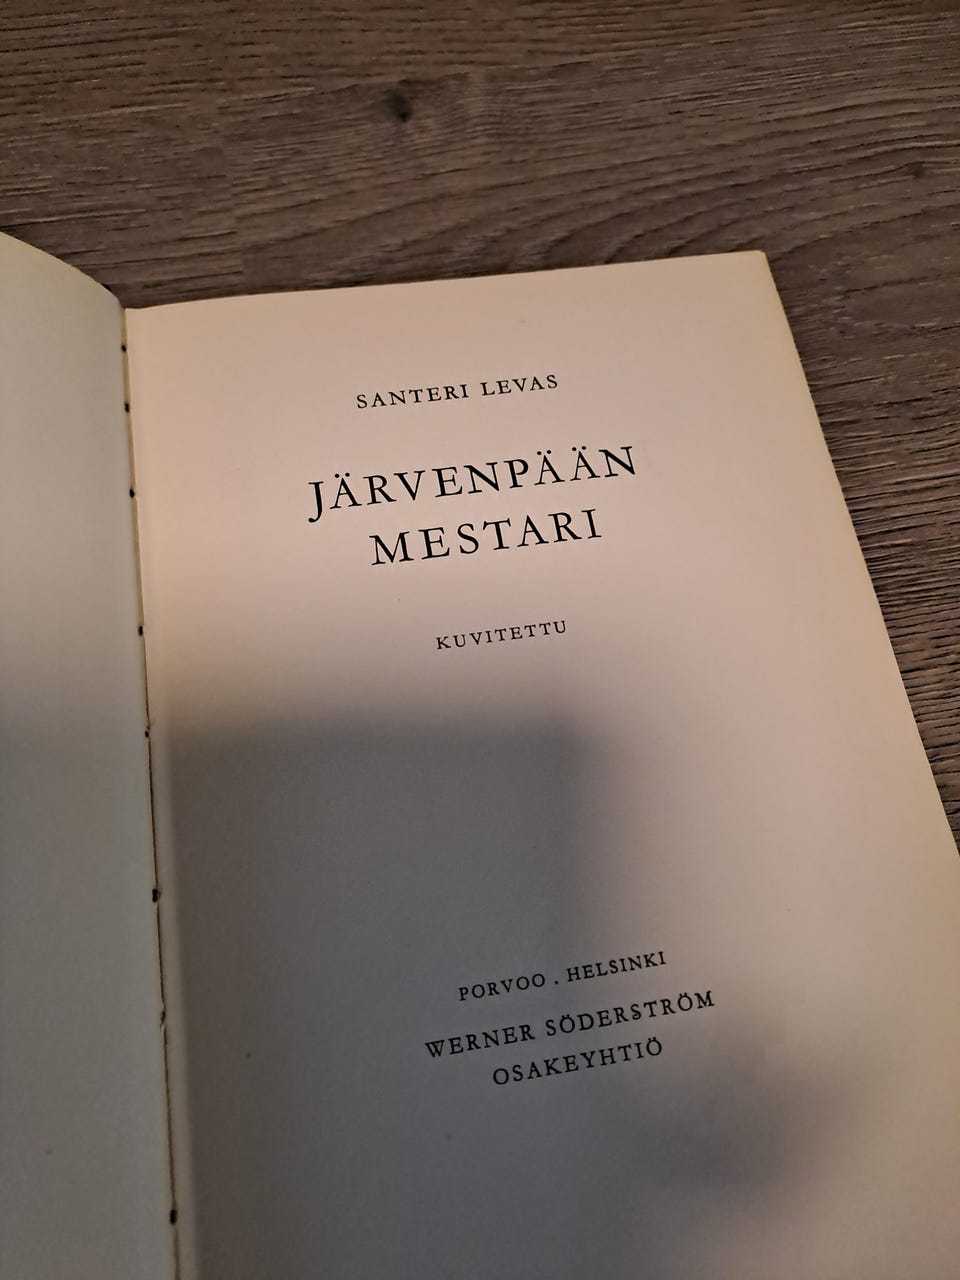 SANTERI LEVAS
JÄRVENPÄÄN
MESTARI
KUVITETTU
PORVOO . HELSINKI
WERNER SÖDERSTRÖM
OSAKEYHTIÖ